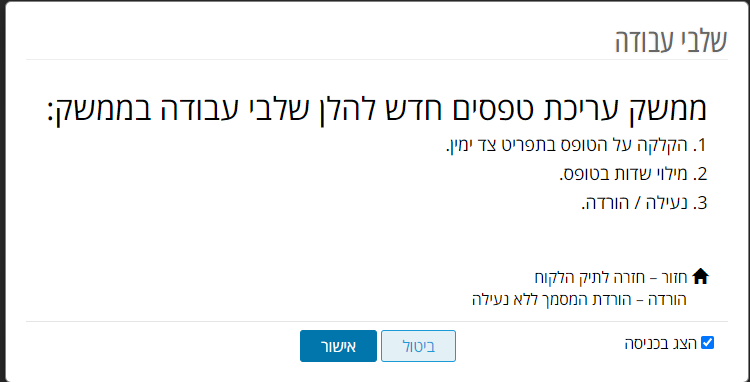 שלבי עבודה
ממשק עריכת טפסים חדש להלן שלבי עבודה בממשק:
1. הקלקה על הטופס בתפריט צד ימין.
2. מילוי שדות בטופס.
3. נעילה / הורדה.
חזור – חזרה לתיק הלקוח
הורדה – הורדת המסמך ללא נעילה
הצג בכניסה
ביטול
אישור